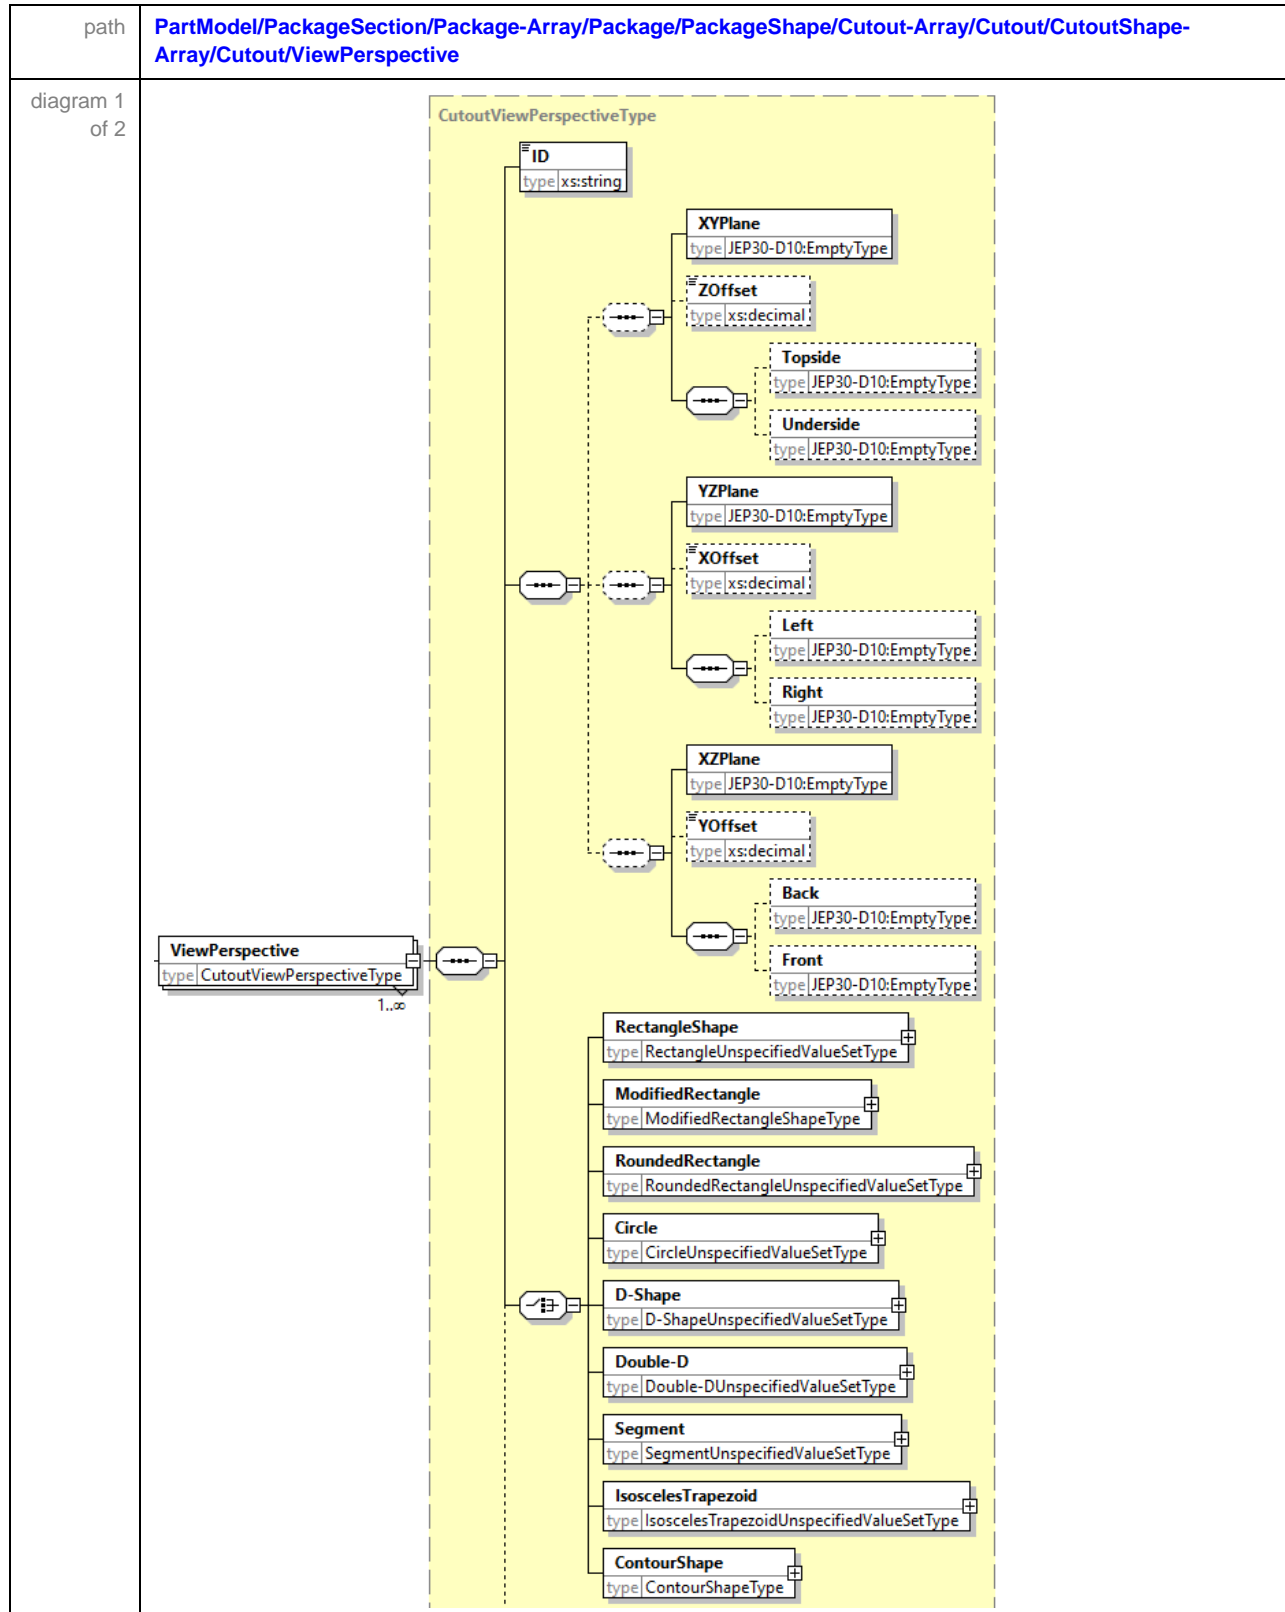 path
PartModel/PackageSection/Package-Array/Package/PackageShape/Cutout-Array/Cutout/CutoutShape-
Array/Cutout/ViewPerspective
diagram 1
of 2
CutoutViewPerspectiveType
ID
type xs:string
XYPlane
type JEP30-D10:EmptyType
ZOffset
type xs:decimal
Topside
type JEP30-D10:EmptyType
Underside
type JEP30-D10:EmptyType
YZPlane
type JEP30-D10:EmptyType
XOffset
type xs:decimal
Left
type JEP30-D10:EmptyType
Right
type JEP30-D10:EmptyType
XZPlane
type JEP30-D10:EmptyType
YOffset
type xs:decimal
Back
type JEP30-D10:EmptyType
Front
type JEP30-D10:EmptyType
ViewPerspective
type CutoutViewPerspectiveType
1..∞
RectangleShape
type RectangleUnspecifiedValueSetType
ModifiedRectangle
type ModifiedRectangleShapeType
RoundedRectangle
type RoundedRectangleUnspecifiedValueSetType
Circle
type CircleUnspecifiedValueSetType
D-Shape
type D-ShapeUnspecifiedValueSetType
Double-D
type Double-DUnspecifiedValueSetType
Segment
type SegmentUnspecifiedValueSetType
IsoscelesTrapezoid
type IsoscelesTrapezoidUnspecifiedValueSetType
ContourShape
type ContourShapeType